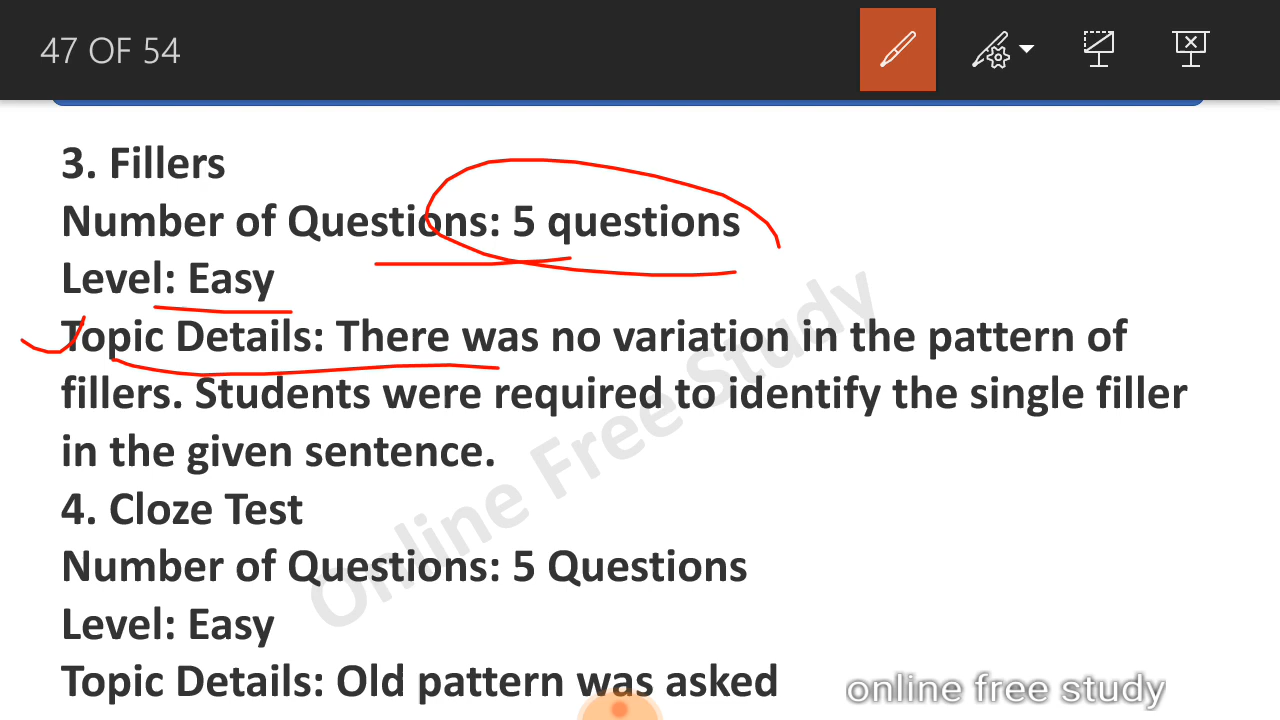 47 OF 54
3. Fillers
Number of Questions: 5 questions
Level: Easy
Topic Details: There was no variation in the pattern of
fillers. Students were required to identify the single filler
in the given sentence.
4. Cloze Test
Number of Questions: 5 Questions
Level: Easy
Topic Details: Old pattern was asked
Online Free Study
online free study